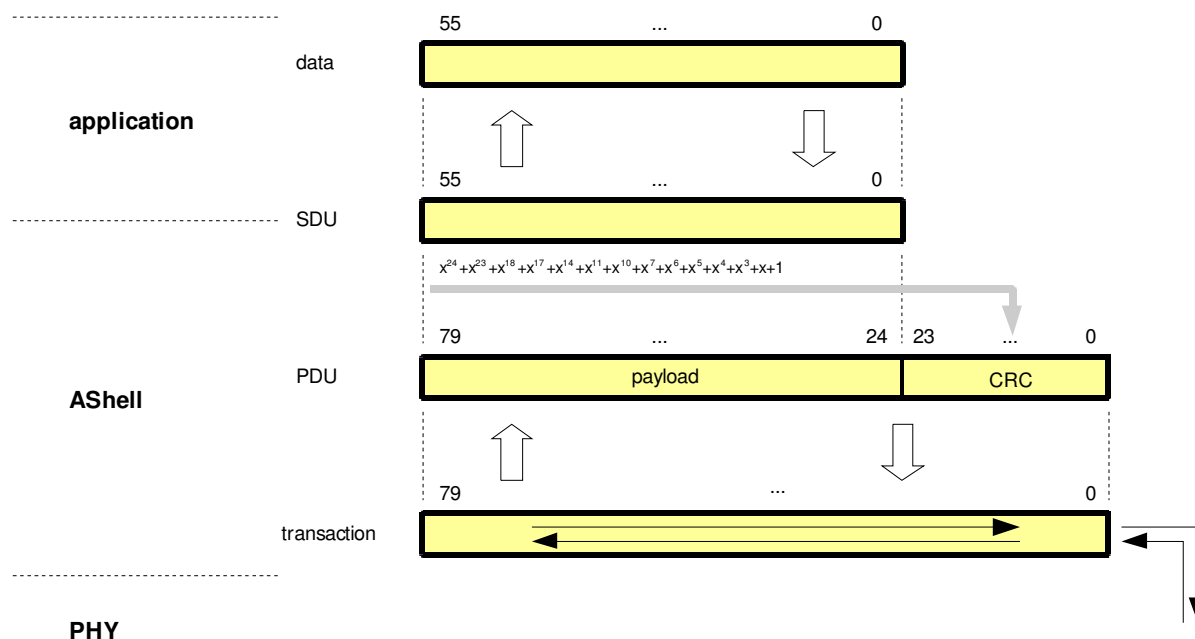 55 ... 0
data
application
55 ... 0
SDU
x²⁴+x²³+x¹⁸+x¹⁷+x¹⁴+x¹¹+x¹⁰+x⁷+x⁶+x⁵+x⁴+x³+x+1
79 ... 24 23 ... 0
PDU payload CRC
AShell
79 ... 0
transaction
PHY